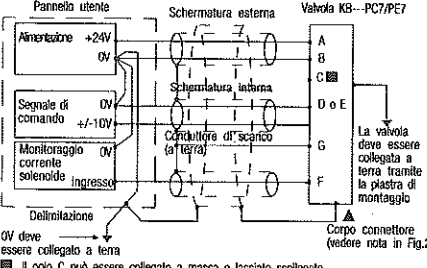 Pannello utente
Schermatura esterna
Valvola KB---PC7/PE7
Alimentazione +24V
0V
A
B
C
Schermatura interna
Segnale di comando
0V
+/-10V
D o E
Conduttore di scarico (a terra)
Monitoraggio corrente solenoide
0V
Ingresso
G
F
La valvola deve essere collegata a terra tramite la piastra di montaggio
Delimitazione
0V deve essere collegato a terra
Corpo connettore (vedere nota in Fig.2
Il polo C può essere collegato a massa o lasciato